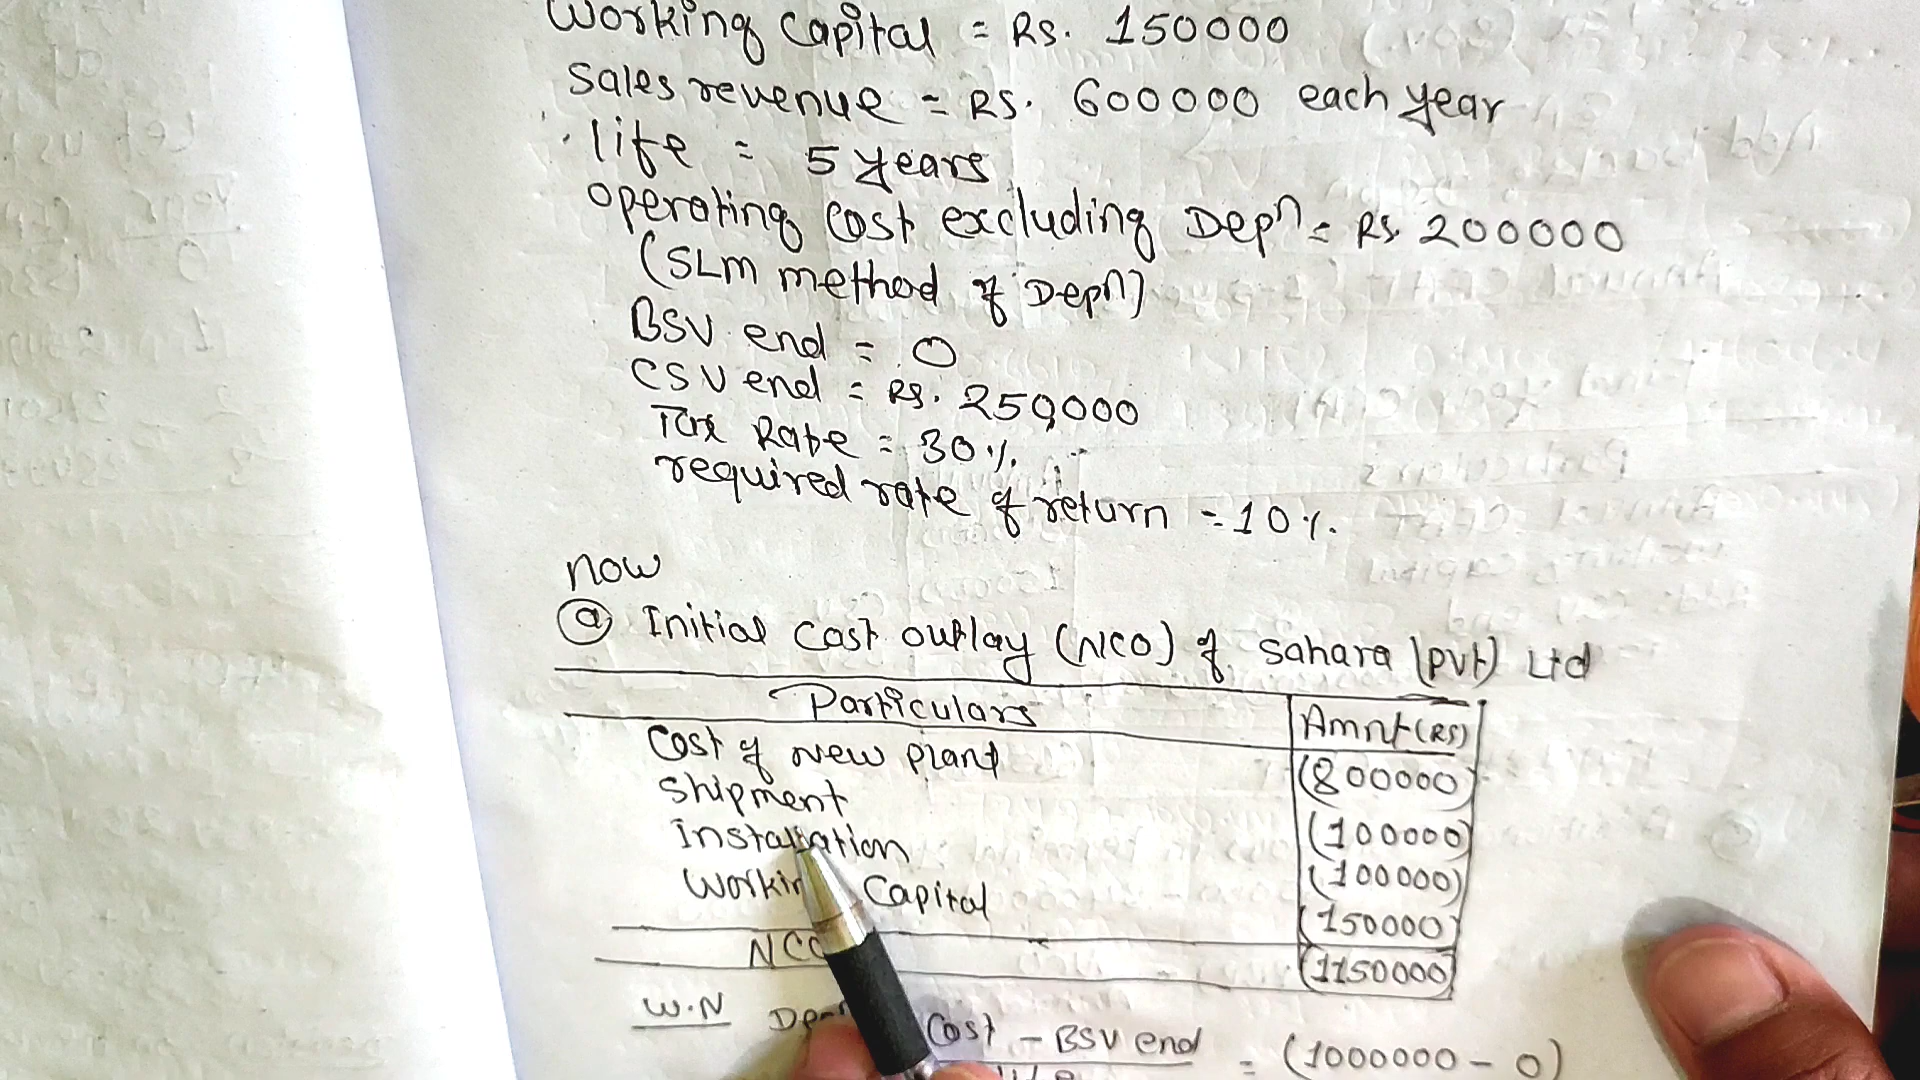 Working Capital = Rs. 150000
Sales revenue = RS. 600000 each year
life = 5 years
operating cost excluding Depn = RS. 200000
(SLM method of Depn)
BSV end = 0
CSV end = RS. 250000
Tax Rate = 30%
required rate of return = 10%.
now
(a) Initial Cost outlay (NCO) of Sahara (pvt) Ltd
Particulars Amnt (RS)
Cost of New plant (800000)
Shipment (100000)
Installation (100000)
Working Capital (150000)
NCO (1150000)
W.N Depn Cost - BSV end = (1000000 - 0)